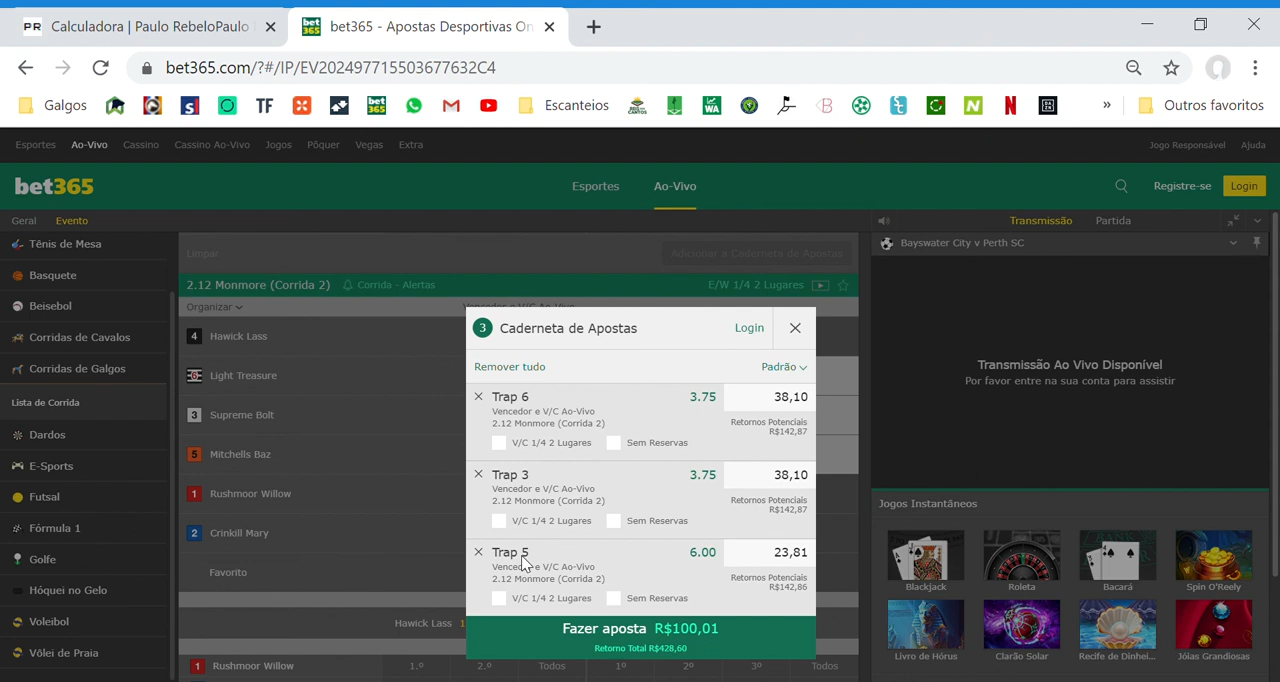 PR Calculadora | Paulo RebeloPaulo
bet365 - Apostas Desportivas On
bet365.com/?#/IP/EV202497715503677632C4
Galgos
TF
bet365
Escanteios
WA
N
N
»
Outros favoritos
Esportes Ao-Vivo Cassino Cassino Ao-Vivo Jogos Pôquer Vegas Extra
Jogo Responsável Ajuda
bet365
Esportes Ao-Vivo
Registre-se Login
Geral Evento
Transmissão Partida
Tênis de Mesa
Basquete
Beisebol
Corridas de Cavalos
Corridas de Galgos
Lista de Corrida
Dardos
E-Sports
Futsal
Fórmula 1
Golfe
Hóquei no Gelo
Voleibol
Vôlei de Praia
Limpar
Adicionar à Caderneta de Apostas
2.12 Monmore (Corrida 2) Corrida - Alertas
E/W 1/4 2 Lugares
Organizar
Vencedor e V/C Ao-Vivo
4 Hawick Lass
6 Light Treasure
3 Supreme Bolt
5 Mitchells Baz
1 Rushmoor Willow
2 Crinkill Mary
Favorito
Hawick Lass 1
1 Rushmoor Willow 1.º 2.º Todos 1º 2º 3º Todos
3 Caderneta de Apostas Login
Remover tudo Padrão
Trap 6 3.75 38,10
Vencedor e V/C Ao-Vivo
2.12 Monmore (Corrida 2)
Retornos Potenciais
R$142,87
V/C 1/4 2 Lugares Sem Reservas
Trap 3 3.75 38,10
Vencedor e V/C Ao-Vivo
2.12 Monmore (Corrida 2)
Retornos Potenciais
R$142,87
V/C 1/4 2 Lugares Sem Reservas
Trap 5 6.00 23,81
Vencedor e V/C Ao-Vivo
2.12 Monmore (Corrida 2)
Retornos Potenciais
R$142,86
V/C 1/4 2 Lugares Sem Reservas
Fazer aposta R$100,01
Retorno Total R$428,60
Bayswater City v Perth SC
Transmissão Ao Vivo Disponível
Por favor entre na sua conta para assistir
Jogos Instantâneos
Blackjack Roleta Bacará Spin O'Reely
Livro de Hórus Clarão Solar Recife de Dinhei... Jóias Grandiosas